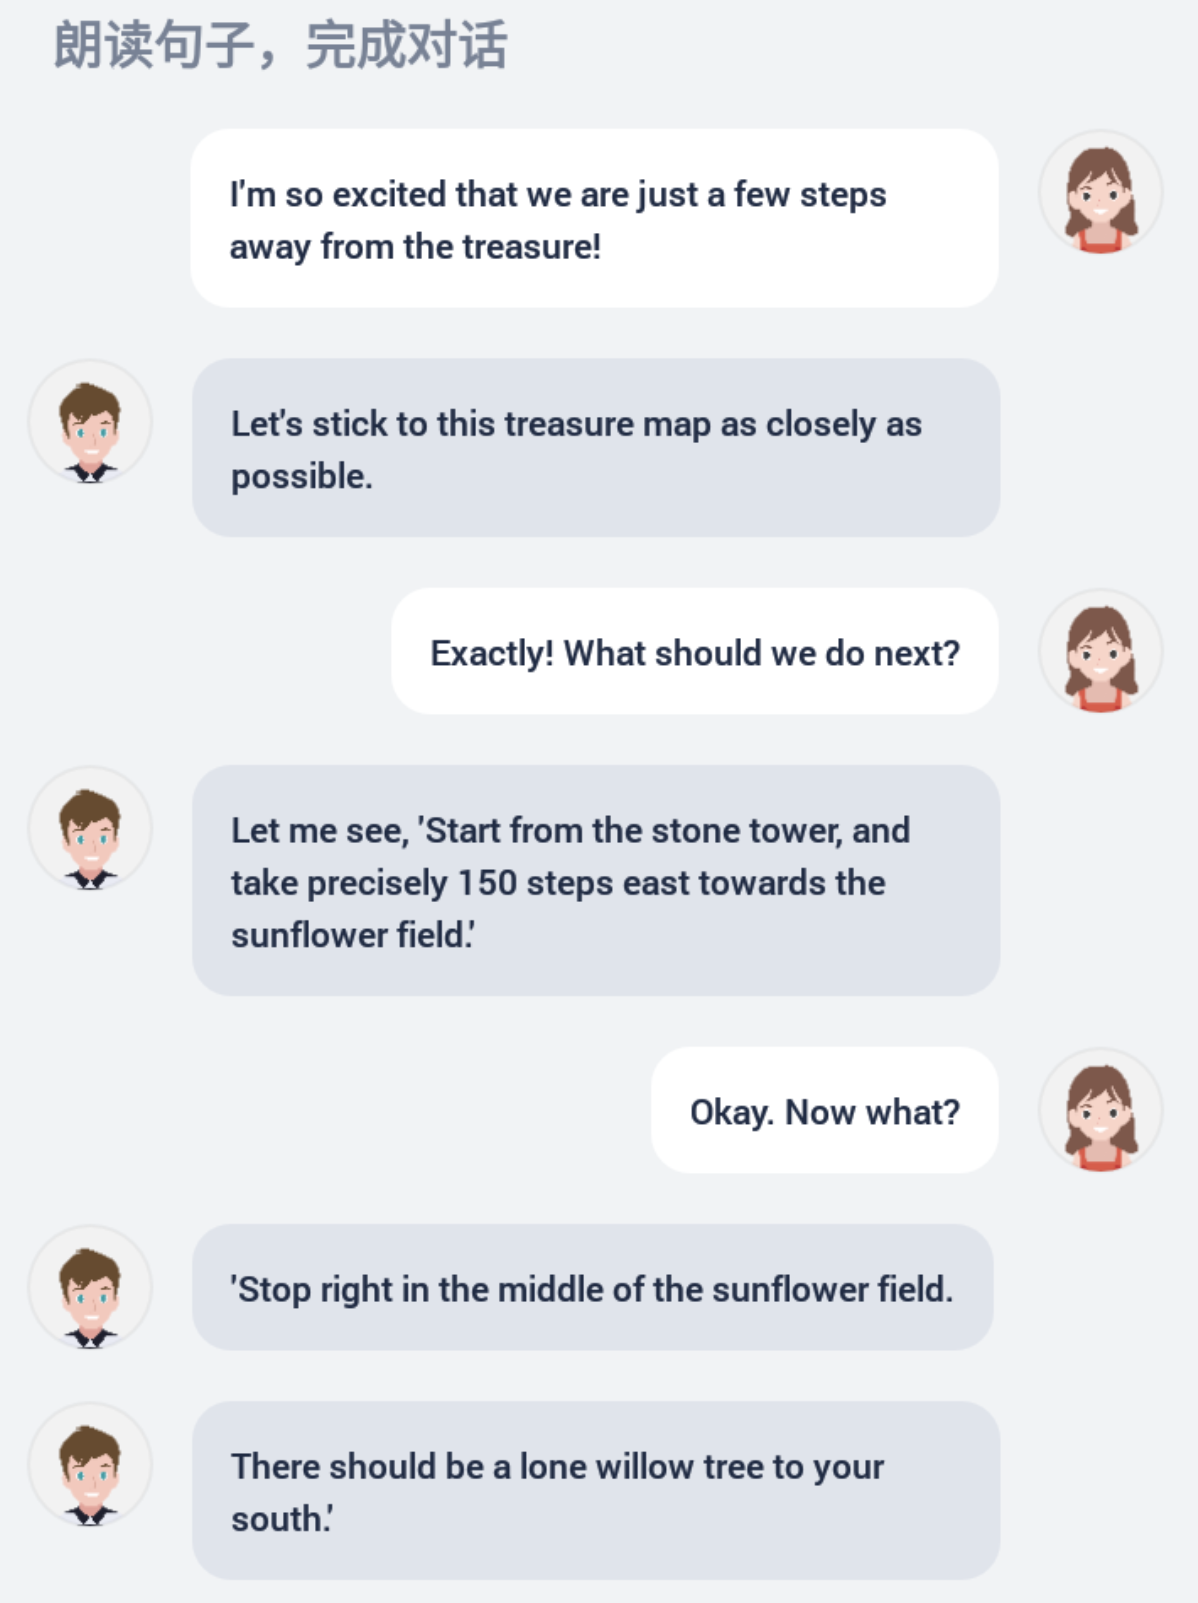 朗读句子，完成对话
I'm so excited that we are just a few steps
away from the treasure!
Let's stick to this treasure map as closely as
possible.
Exactly! What should we do next?
Let me see, 'Start from the stone tower, and
take precisely 150 steps east towards the
sunflower field.'
Okay. Now what?
'Stop right in the middle of the sunflower field.
There should be a lone willow tree to your
south.'